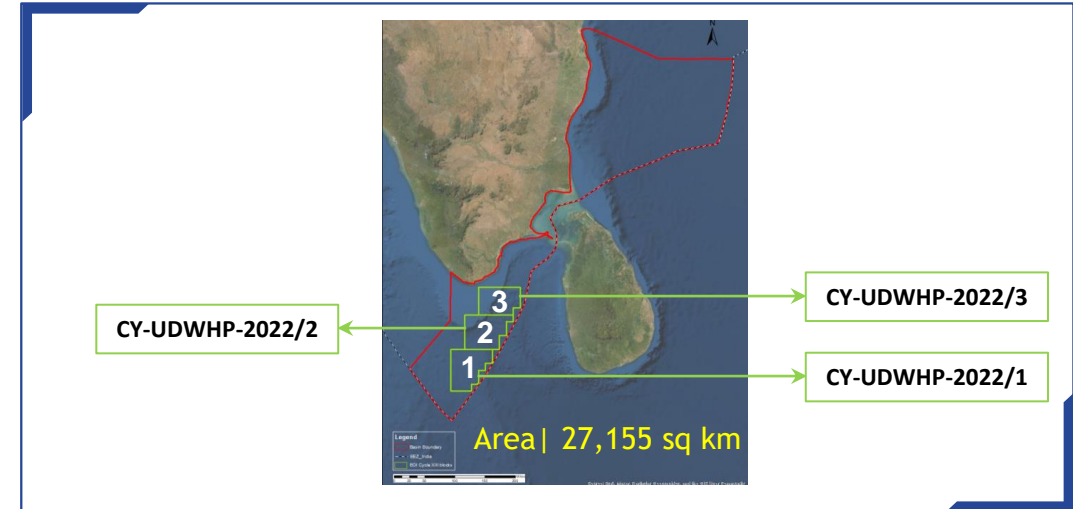 N
3
CY-UDWHP-2022/3
CY-UDWHP-2022/2
2
1
CY-UDWHP-2022/1
Area| 27,155 sq km
Legend
Basin Boundary
EEZ_India